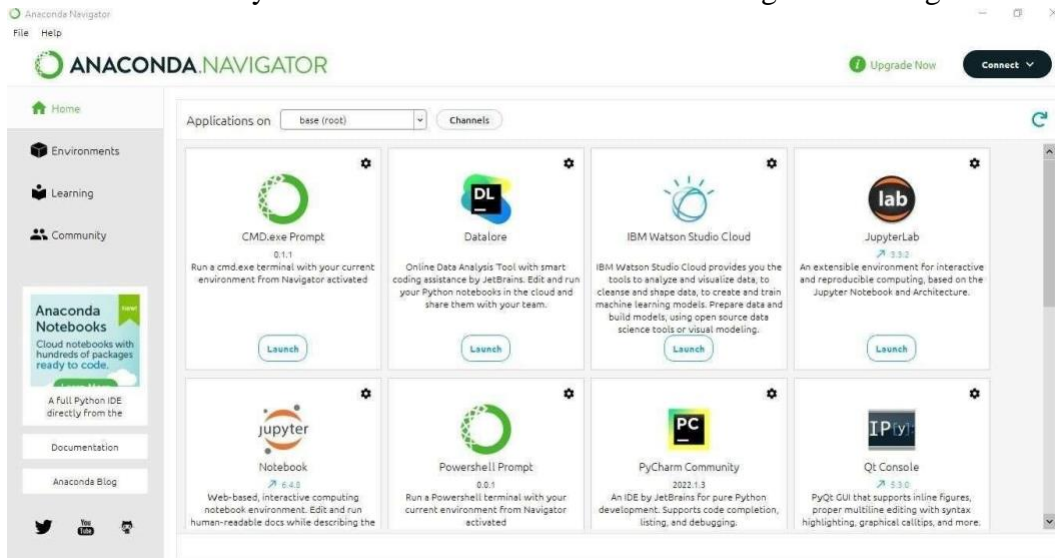 Anaconda Navigator
File Help
ANACONDA.NAVIGATOR
Upgrade Now
Connect
Home
Environments
Learning
Community
Applications on
base (root)
Channels
DL
CMD.exe Prompt
0.1.1
Run a cmd.exe terminal with your current
environment from Navigator activated
Launch
Datalore
Online Data Analysis Tool with smart
coding assistance by JetBrains. Edit and run
your Python notebooks in the cloud and
share them with your team.
Launch
IBM Watson Studio Cloud
IBM Watson Studio Cloud provides you the
tools to analyze and visualize data, to
cleanse and shape data, to create and train
machine learning models. Prepare data and
build models, using open source data
science tools or visual modeling.
Launch
lab
JupyterLab
3.3.2
An extensible environment for interactive
and reproducible computing, based on the
Jupyter Notebook and Architecture.
Launch
jupyter
Notebook
6.4.8
Web-based, interactive computing
notebook environment. Edit and run
human-readable docs while describing the
Powershell Prompt
0.0.1
Run a Powershell terminal with your
current environment from Navigator
activated
PC
PyCharm Community
2022.1.3
An IDE by JetBrains for pure Python
development. Supports code completion,
listing, and debugging.
IP[y]:
Qt Console
5.3.0
PyQt GUI that supports inline figures,
proper multiline editing with syntax
highlighting, graphical calltips, and more.
Anaconda
Notebooks
New!
Cloud notebooks with
hundreds of packages
ready to code.
A full Python IDE
directly from the
Documentation
Anaconda Blog
You
Tube